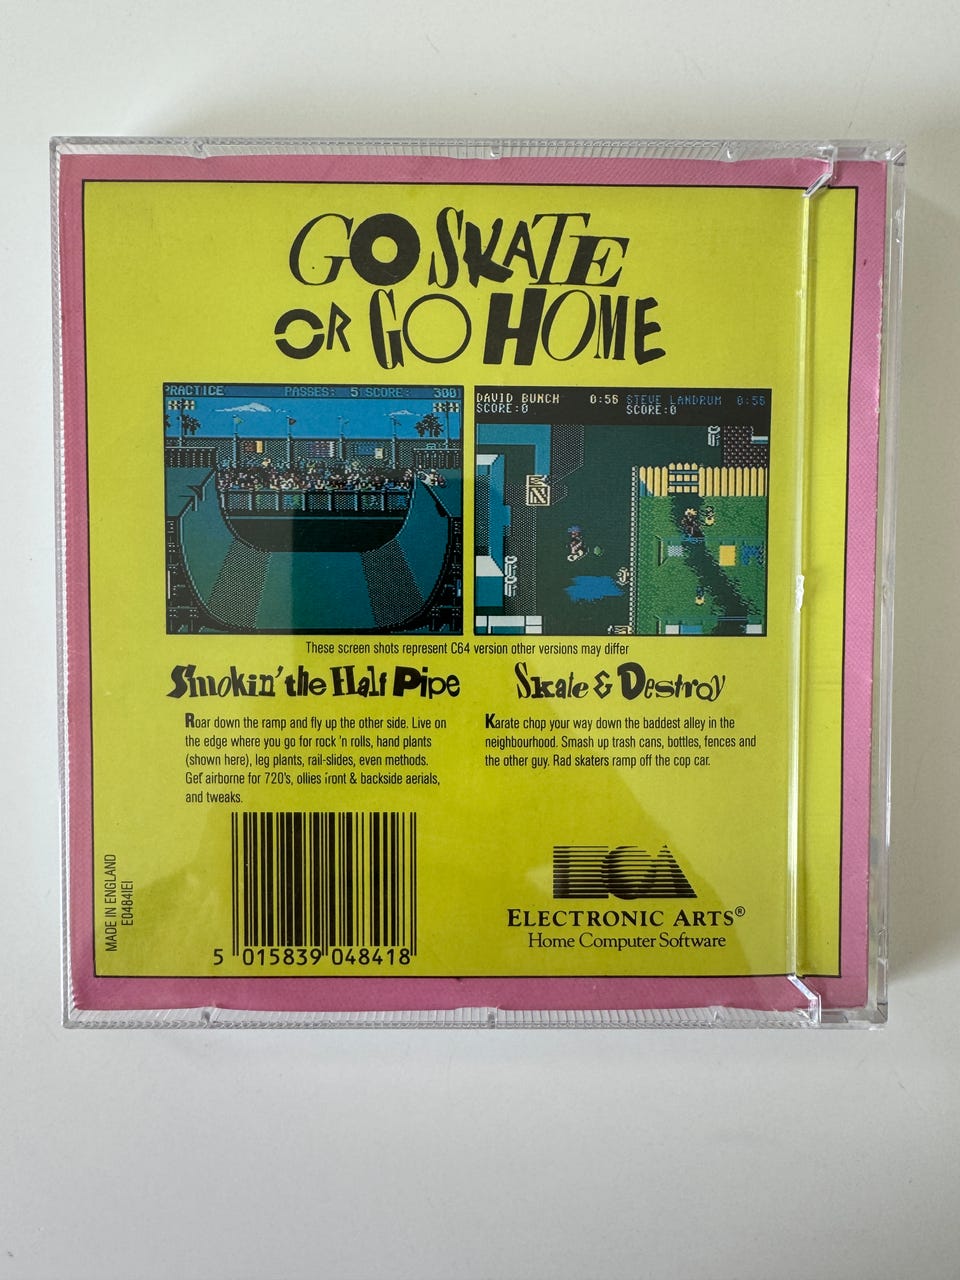 GO SKATE
OR GO HOME
PRACTICE PASSES: 5 SCORE: 300
DAVID BUNCH 0:56 STEVE LANDRUM 0:56
SCORE:0 SCORE:0
These screen shots represent C64 version other versions may differ
Smokin' the Half Pipe
Roar down the ramp and fly up the other side. Live on
the edge where you go for rock 'n rolls, hand plants
(shown here), leg plants, rail-slides, even methods.
Get airborne for 720's, ollies front & backside aerials,
and tweaks.
Skate & Destroy
Karate chop your way down the baddest alley in the
neighbourhood. Smash up trash cans, bottles, fences and
the other guy. Rad skaters ramp off the cop car.
MADE IN ENGLAND
E0484IEI
5 015839 048418
ELECTRONIC ARTS®
Home Computer Software